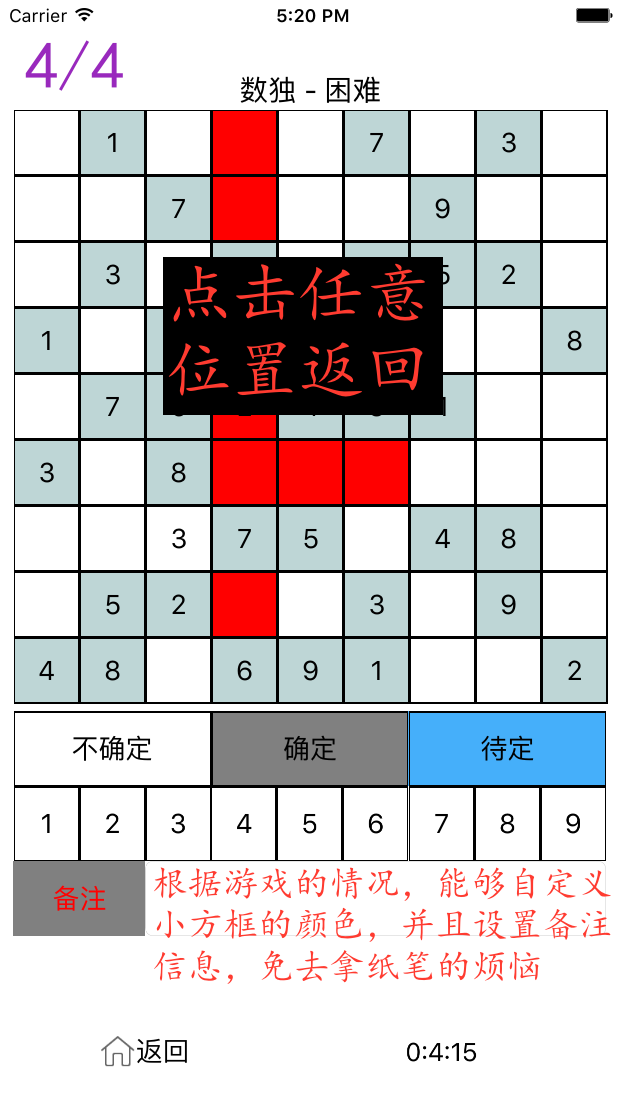 Carrier 5:20 PM
4/4
数独 - 困难
1 7 3
7 9
3 5 2
点击任意
1 8
位置返回
7 1
3 8
3 7 5 4 8
5 2 3 9
4 8 6 9 1 2
不确定 确定 待定
1 2 3 4 5 6 7 8 9
备注
根据游戏的情况，能够自定义
小方框的颜色，并且设置备注
信息，免去拿纸笔的烦恼
返回 0:4:15